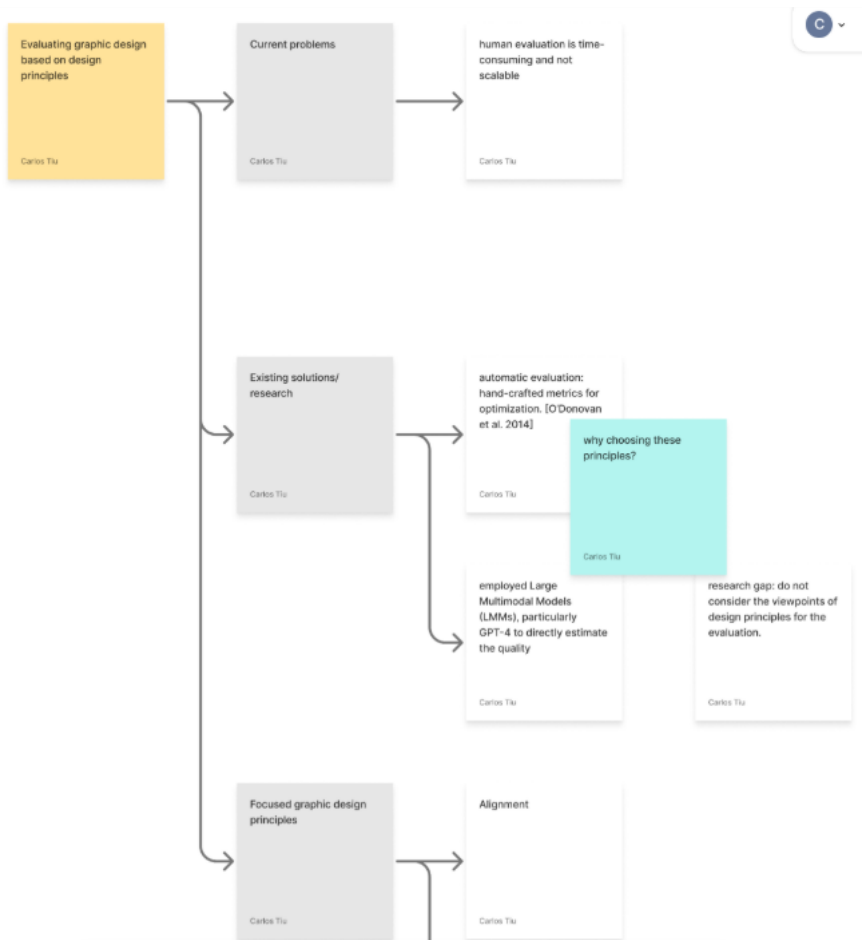 Evaluating graphic design
based on design
principles
Carlos Tiu
Current problems
Carlos Tiu
human evaluation is time-
consuming and not
scalable
Carlos Tiu
C
Existing solutions/
research
Carlos Tiu
automatic evaluation:
hand-crafted metrics for
optimization. [O'Donovan
et al. 2014]
Carlos Tiu
why choosing these
principles?
Carlos Tiu
employed Large
Multimodal Models
(LMMs), particularly
GPT-4 to directly estimate
the quality
Carlos Tiu
research gap: do not
consider the viewpoints of
design principles for the
evaluation.
Carlos Tiu
Focused graphic design
principles
Carlos Tiu
Alignment
Carlos Tiu